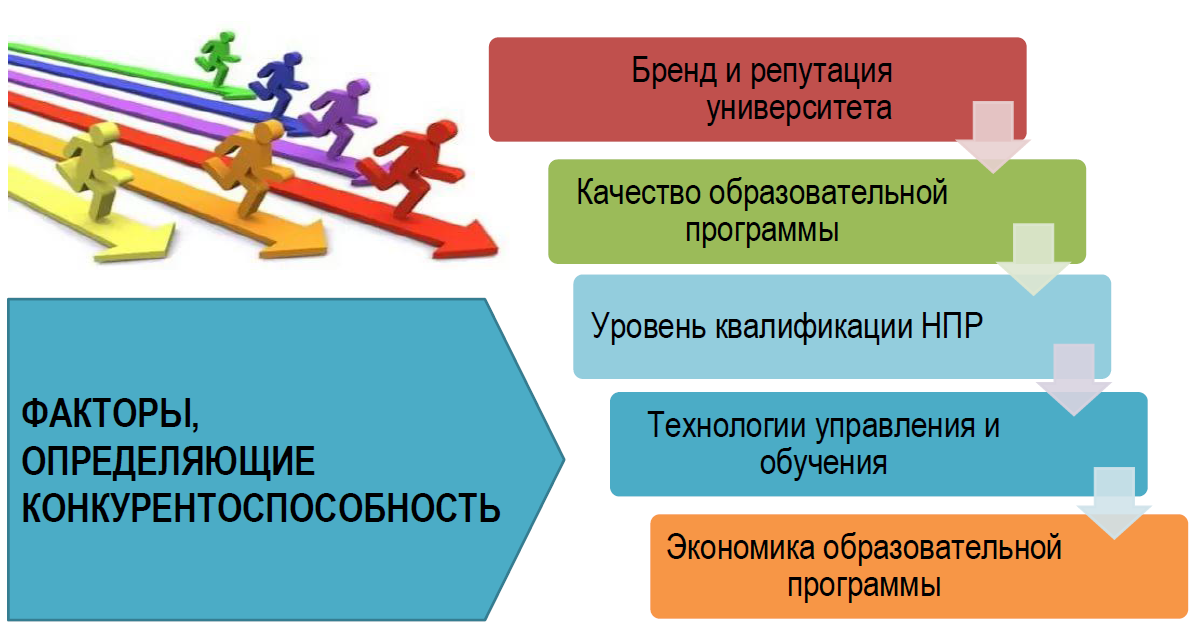 Бренд и репутация
университета
Качество образовательной
программы
Уровень квалификации НПР
ФАКТОРЫ,
ОПРЕДЕЛЯЮЩИЕ
КОНКУРЕНТОСПОСОБНОСТЬ
Технологии управления и
обучения
Экономика образовательной
программы